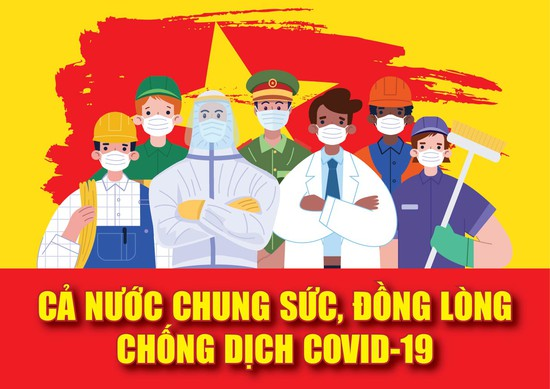 CẢ NƯỚC CHUNG SỨC, ĐỒNG LÒNG
CHỐNG DỊCH COVID-19